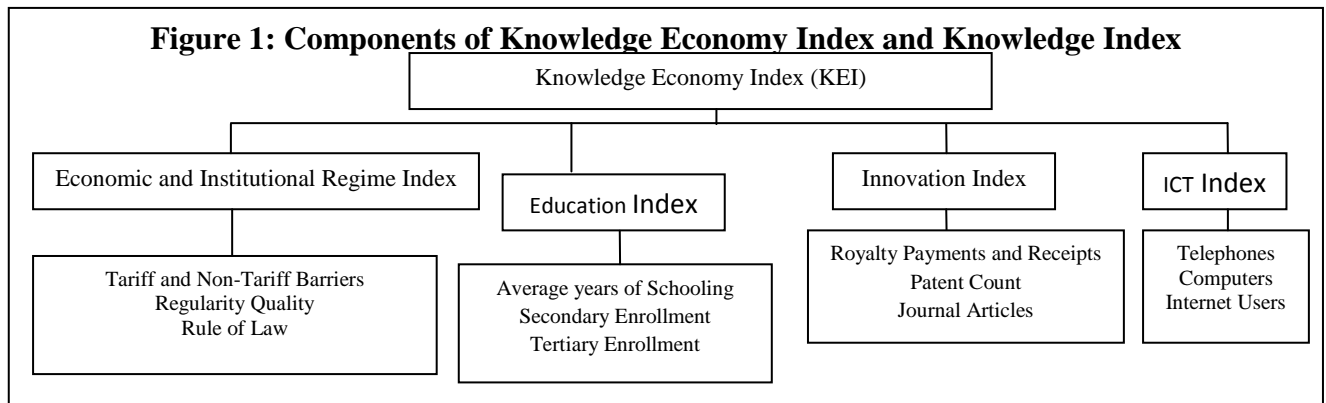 Figure 1: Components of Knowledge Economy Index and Knowledge Index
Knowledge Economy Index (KEI)
Economic and Institutional Regime Index
Education Index
Innovation Index
ICT Index
Tariff and Non-Tariff Barriers
Regularity Quality
Rule of Law
Average years of Schooling
Secondary Enrollment
Tertiary Enrollment
Royalty Payments and Receipts
Patent Count
Journal Articles
Telephones
Computers
Internet Users